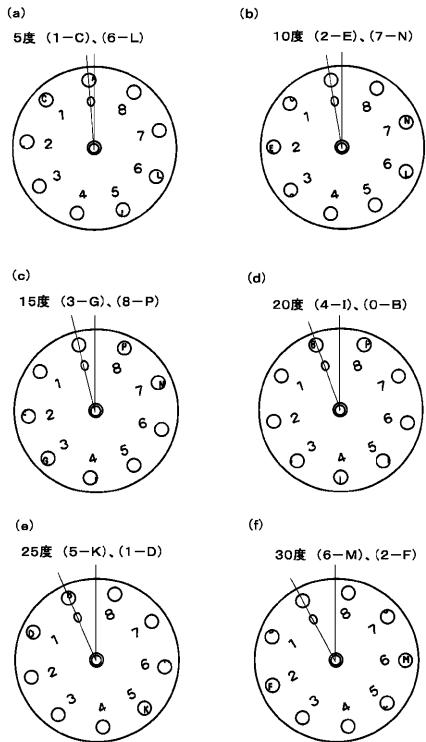 (a)
5度 (1-C)、(6-L)
C
1
8
2
7
3
6
L
4
5
(b)
10度 (2-E)、(7-N)
1
8
N
7
E
2
3
6
L
4
5
(c)
15度 (3-G)、(8-P)
P
1
8
N
7
2
3
6
G
4
5
(d)
20度 (4-I)、(0-B)
B
P
1
8
7
2
3
6
4
5
I
(e)
25度 (5-K)、(1-D)
B
8
D
1
7
2
6
3
5
K
4
(f)
30度 (6-M)、(2-F)
8
1
7
2
6
M
F
3
5
4